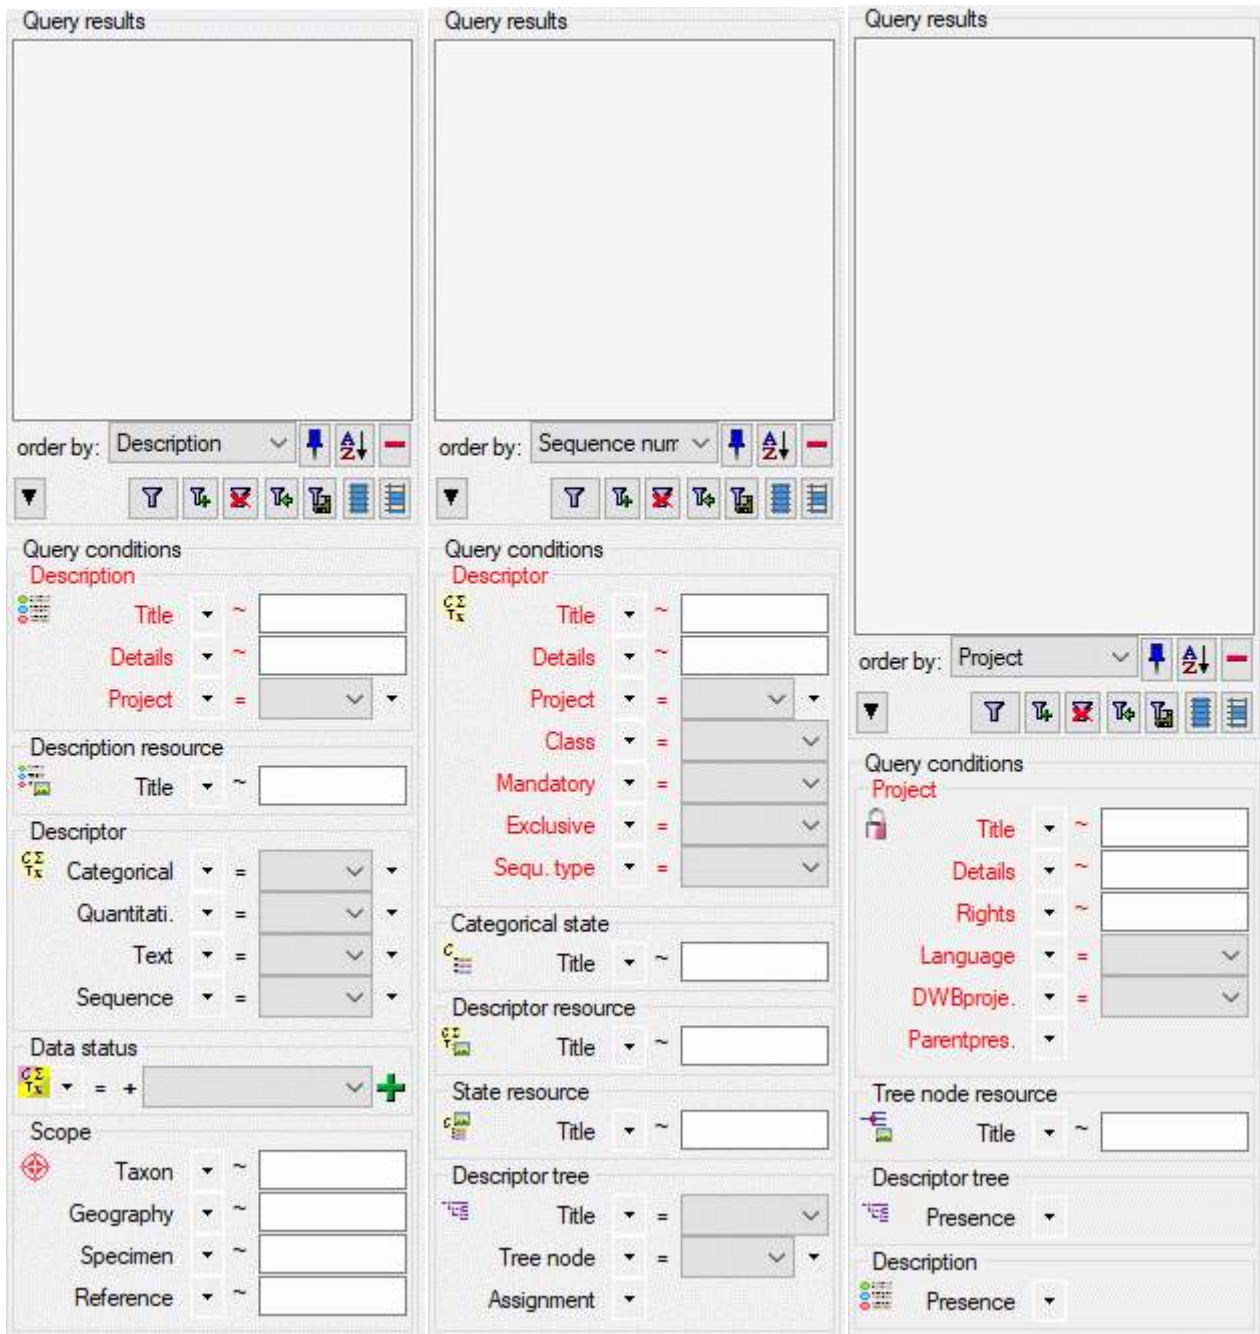 Query results
order by: Description
Query conditions
Description
Title ~
Details ~
Project =
Description resource
Title ~
Descriptor
Categorical =
Quantitati. =
Text =
Sequence =
Data status
= +
Scope
Taxon ~
Geography ~
Specimen ~
Reference ~
Query results
order by: Sequence num
Query conditions
Descriptor
Title ~
Details ~
Project =
Class =
Mandatory =
Exclusive =
Sequ. type =
Categorical state
Title ~
Descriptor resource
Title ~
State resource
Title ~
Descriptor tree
Title =
Tree node =
Assignment
Query results
order by: Project
Query conditions
Project
Title ~
Details ~
Rights ~
Language =
DWBproje. =
Parentpres.
Tree node resource
Title ~
Descriptor tree
Presence
Description
Presence